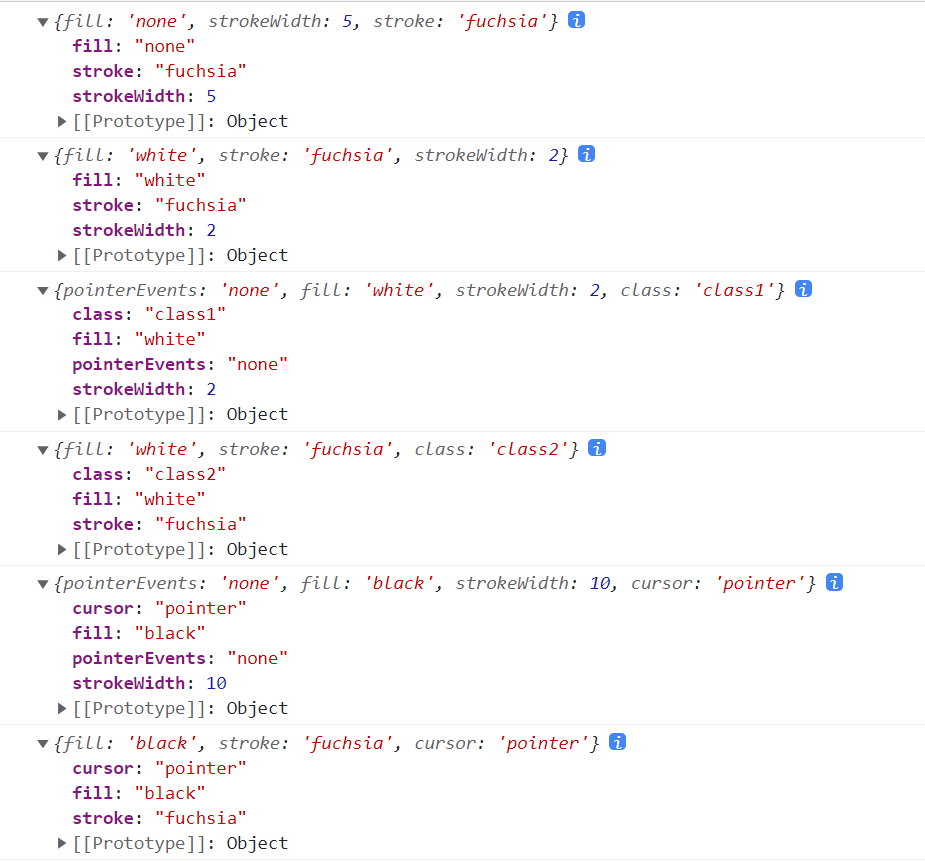 ▼{fill: 'none', strokeWidth: 5, stroke: 'fuchsia'} i
fill: "none"
stroke: "fuchsia"
strokeWidth: 5
▶[[Prototype]]: Object
▼{fill: 'white', stroke: 'fuchsia', strokeWidth: 2} i
fill: "white"
stroke: "fuchsia"
strokeWidth: 2
▶[[Prototype]]: Object
▼{pointerEvents: 'none', fill: 'white', strokeWidth: 2, class: 'class1'} i
class: "class1"
fill: "white"
pointerEvents: "none"
strokeWidth: 2
▶[[Prototype]]: Object
▼{fill: 'white', stroke: 'fuchsia', class: 'class2'} i
class: "class2"
fill: "white"
stroke: "fuchsia"
▶[[Prototype]]: Object
▼{pointerEvents: 'none', fill: 'black', strokeWidth: 10, cursor: 'pointer'} i
cursor: "pointer"
fill: "black"
pointerEvents: "none"
strokeWidth: 10
▶[[Prototype]]: Object
▼{fill: 'black', stroke: 'fuchsia', cursor: 'pointer'} i
cursor: "pointer"
fill: "black"
stroke: "fuchsia"
▶[[Prototype]]: Object